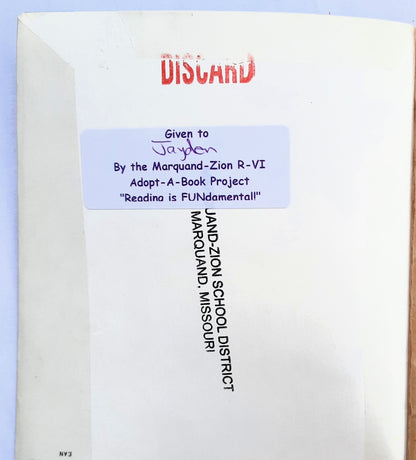 DISCARD
Given to
Jayden
By the Marquand-Zion R-VI
Adopt-A-Book Project
"Reading is FUNdamental!"
UAND-ZION SCHOOL DISTRICT
MARQUAND, MISSOURI
EAN